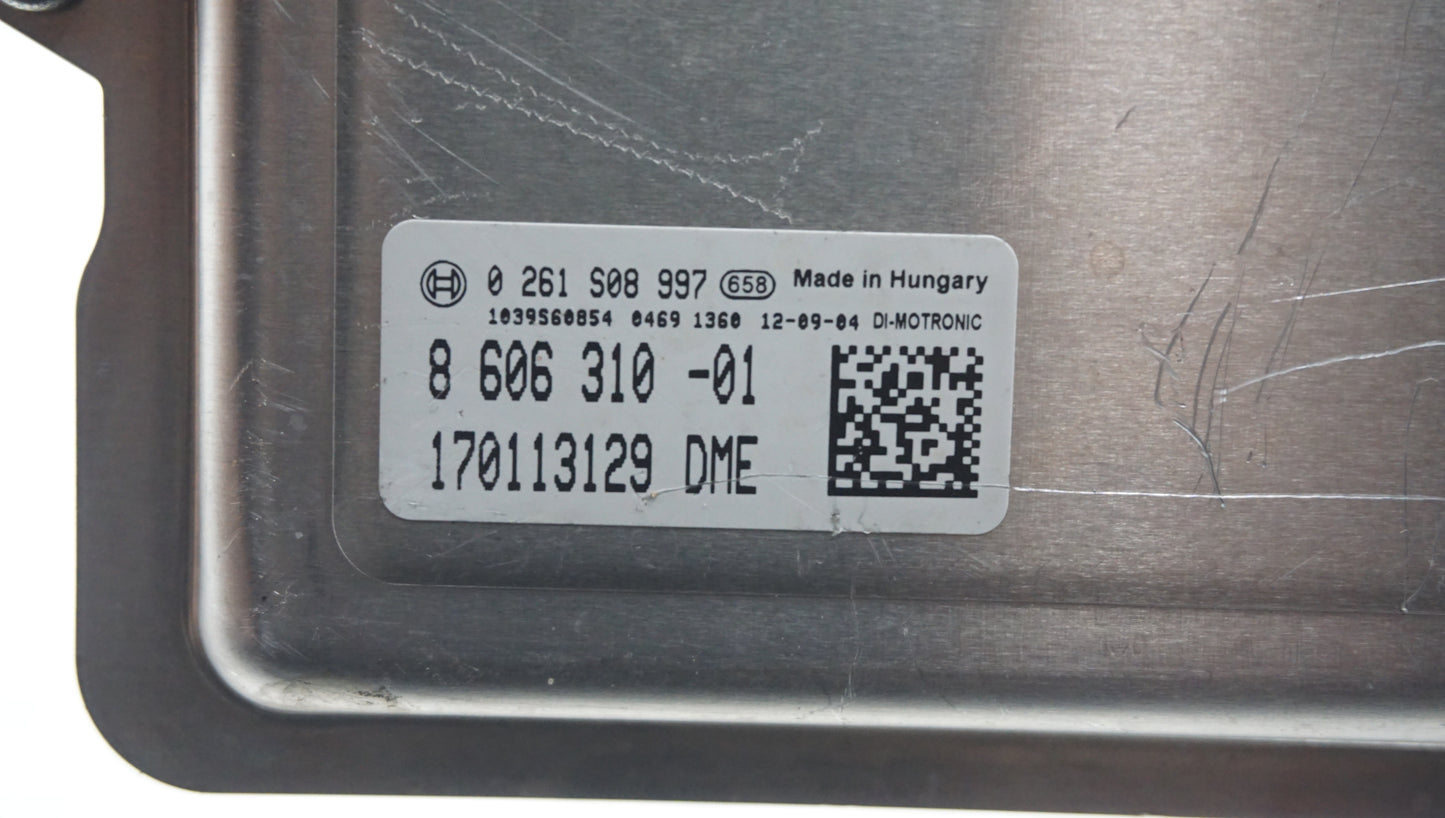 0 261 S08 997 658 Made in Hungary
1039S60854 0469 1360 12-09-04 DI-MOTRONIC
8 606 310 -01
170113129 DME